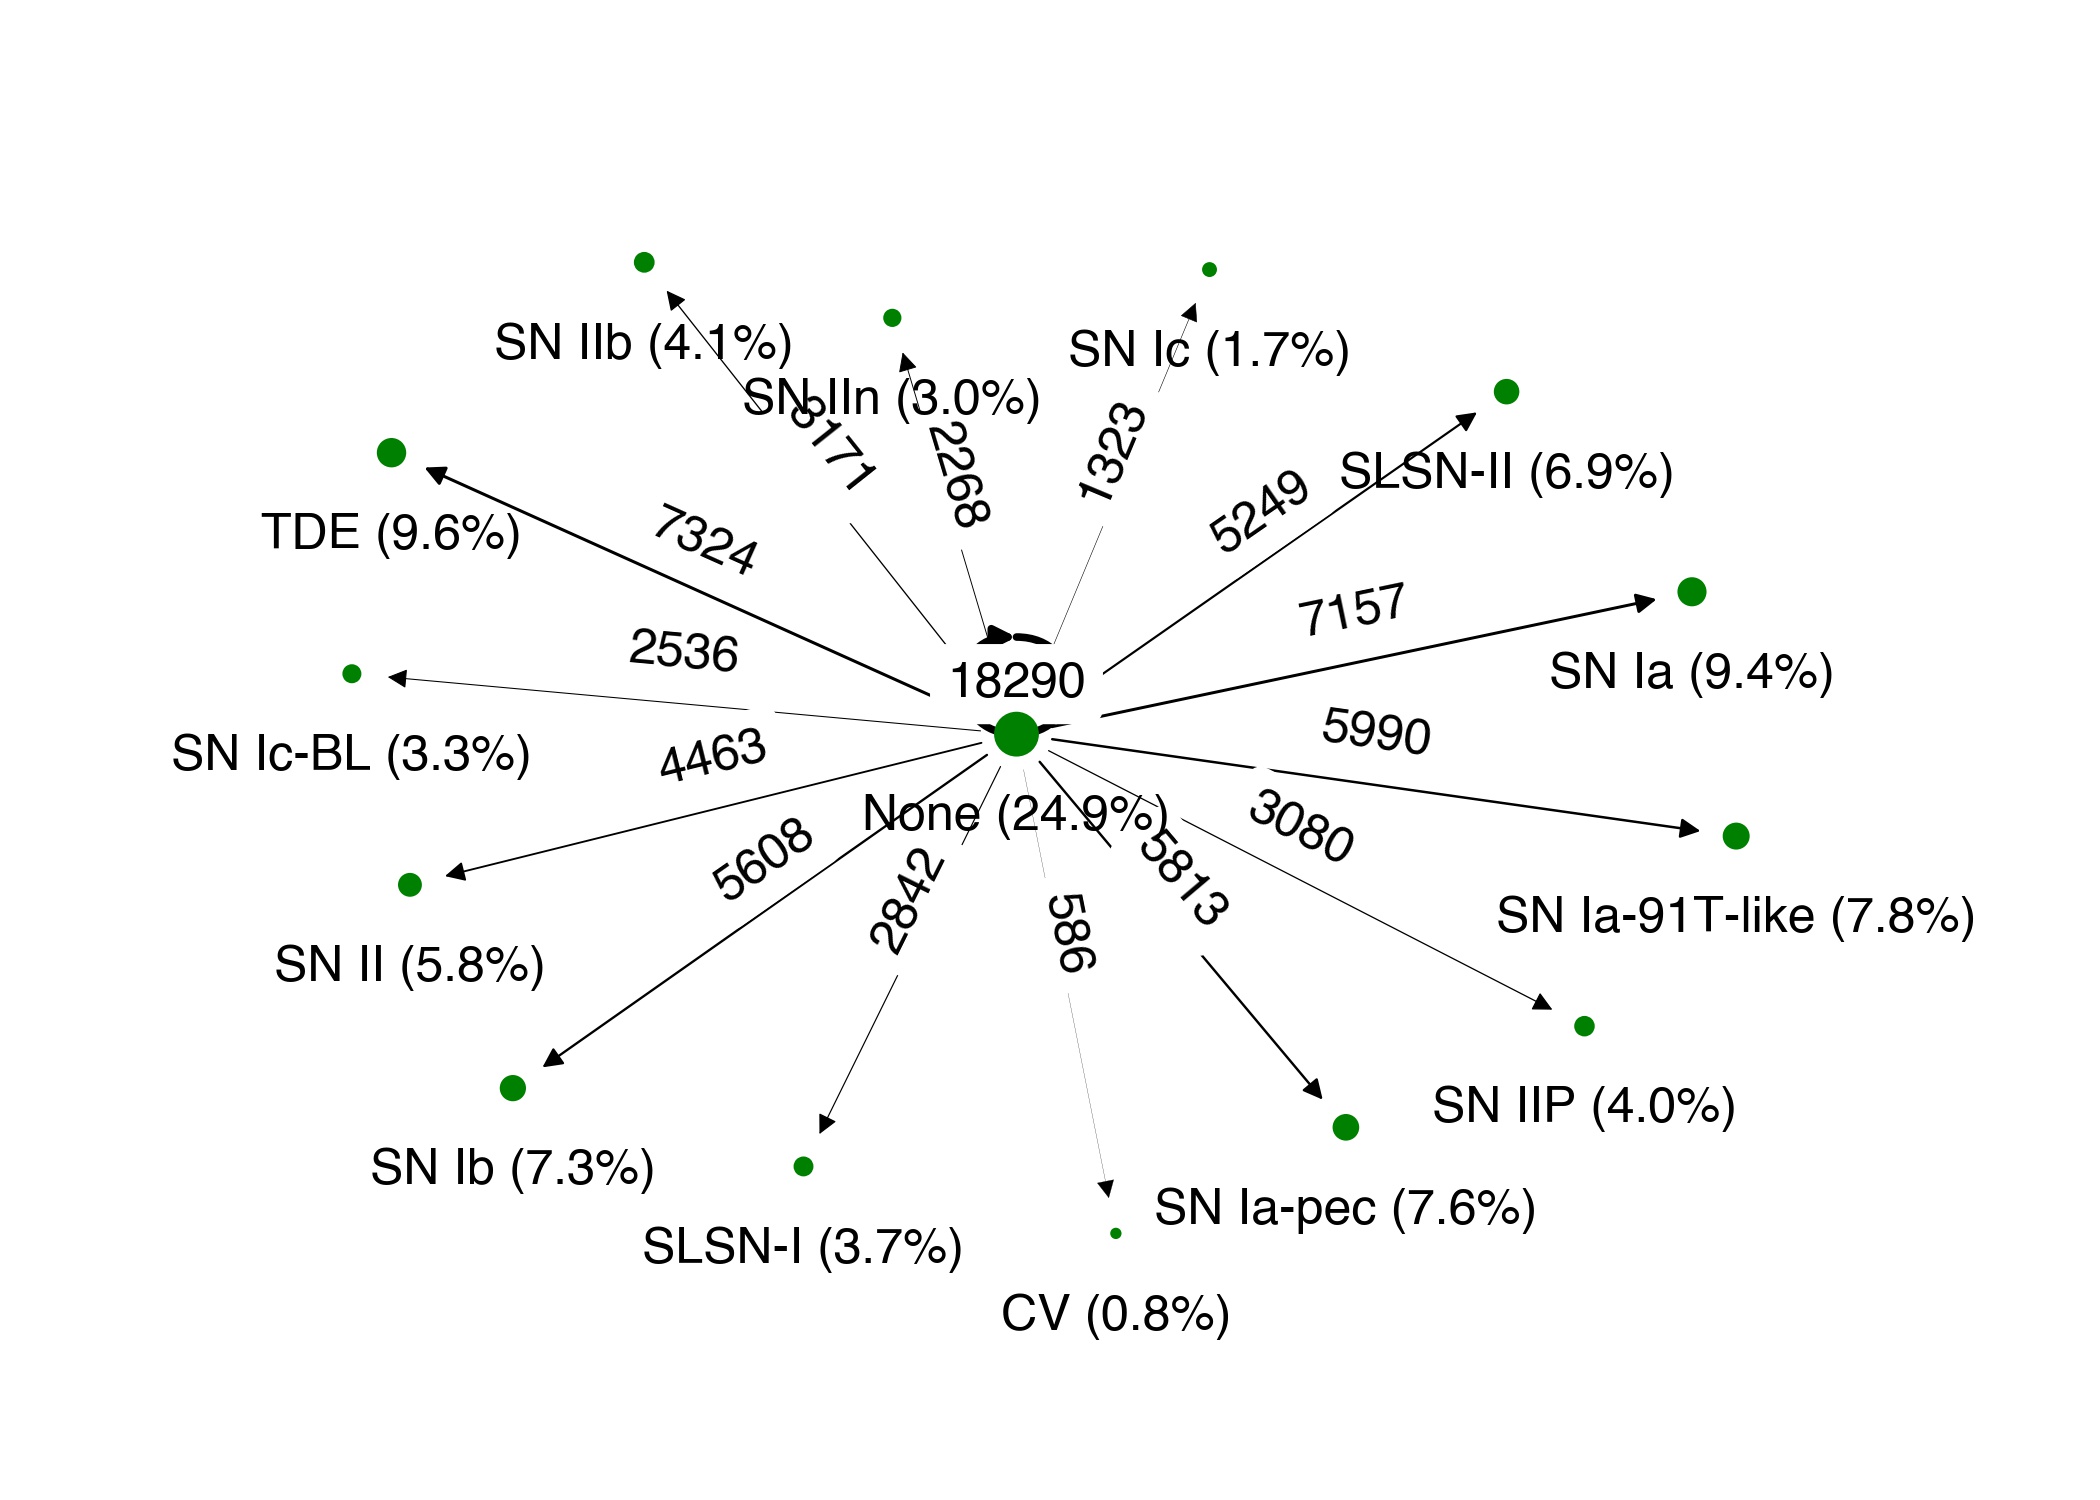 SN IIb (4.1%)
SN Ic (1.7%)
SN IIn (3.0%)
3171
2268
1323
SLSN-II (6.9%)
5249
TDE (9.6%)
7324
7157
2536
18290
SN Ia (9.4%)
SN Ic-BL (3.3%)
4463
5990
None (24.9%)
3080
5608
2842
5813
586
SN Ia-91T-like (7.8%)
SN II (5.8%)
SN IIP (4.0%)
SN Ib (7.3%)
SN Ia-pec (7.6%)
SLSN-I (3.7%)
CV (0.8%)